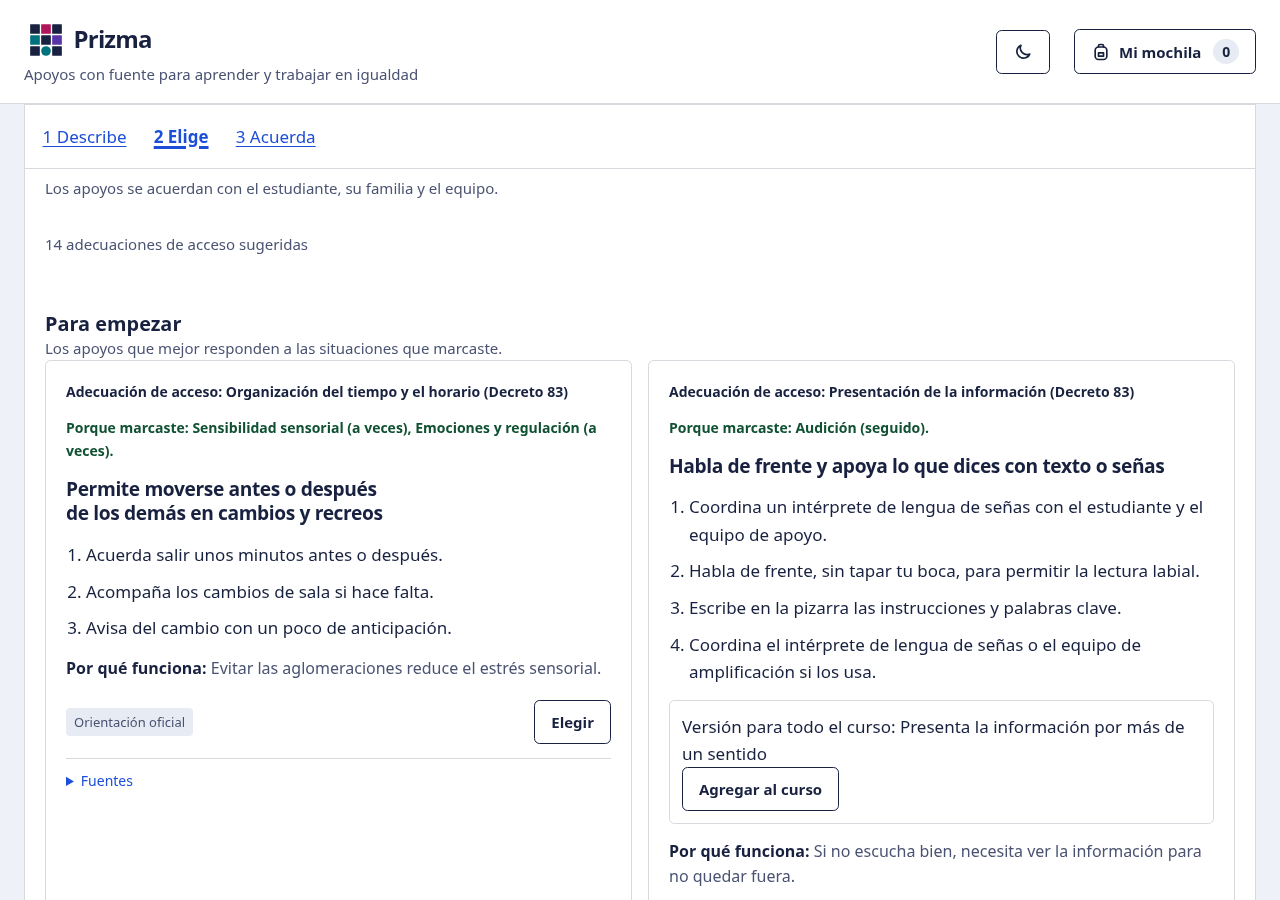 Prizma
Apoyos con fuente para aprender y trabajar en igualdad
Mi mochila 0
1 Describe 2 Elige 3 Acuerda
Los apoyos se acuerdan con el estudiante, su familia y el equipo.
14 adecuaciones de acceso sugeridas
Para empezar
Los apoyos que mejor responden a las situaciones que marcaste.
Adecuación de acceso: Organización del tiempo y el horario (Decreto 83)
Porque marcaste: Sensibilidad sensorial (a veces), Emociones y regulación (a
veces).
Permite moverse antes o después
de los demás en cambios y recreos
1. Acuerda salir unos minutos antes o después.
2. Acompaña los cambios de sala si hace falta.
3. Avisa del cambio con un poco de anticipación.
Por qué funciona: Evitar las aglomeraciones reduce el estrés sensorial.
Orientación oficial
Elegir
Fuentes
Adecuación de acceso: Presentación de la información (Decreto 83)
Porque marcaste: Audición (seguido).
Habla de frente y apoya lo que dices con texto o señas
1. Coordina un intérprete de lengua de señas con el estudiante y el
equipo de apoyo.
2. Habla de frente, sin tapar tu boca, para permitir la lectura labial.
3. Escribe en la pizarra las instrucciones y palabras clave.
4. Coordina el intérprete de lengua de señas o el equipo de
amplificación si los usa.
Versión para todo el curso: Presenta la información por más de
un sentido
Agregar al curso
Por qué funciona: Si no escucha bien, necesita ver la información para
no quedar fuera.